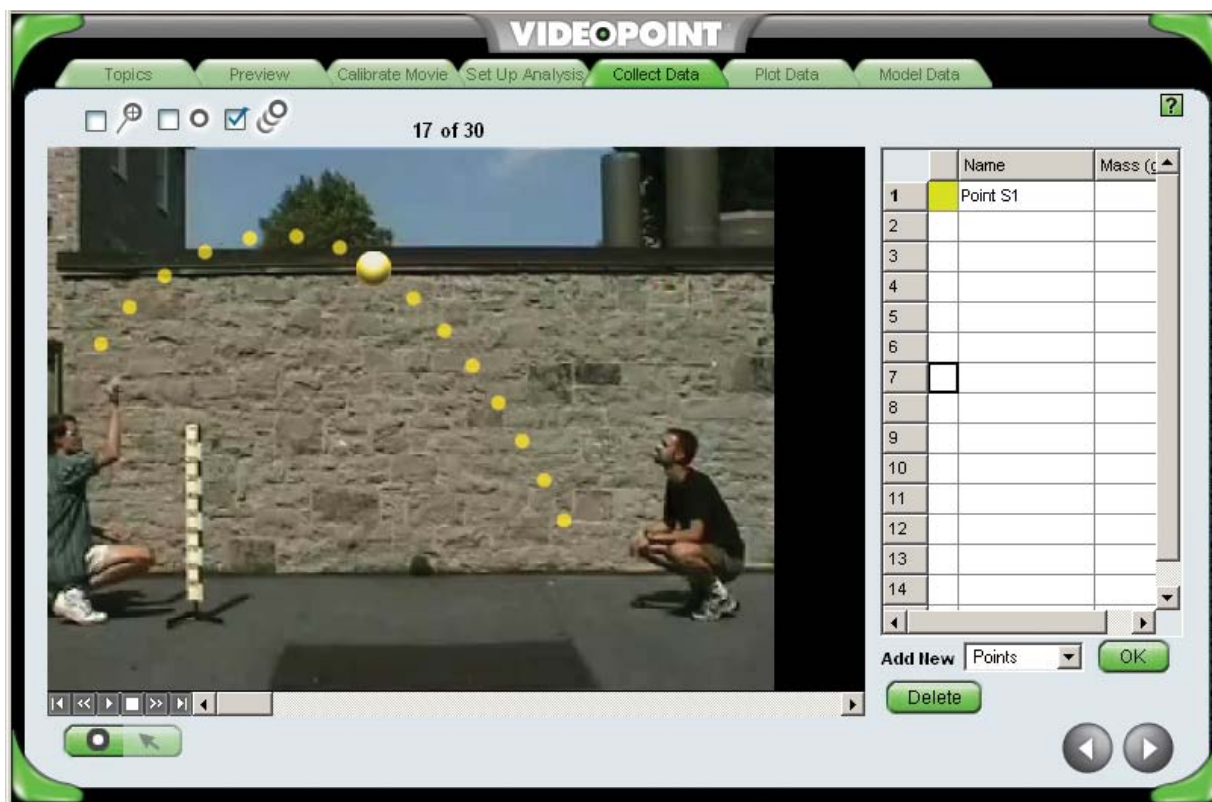 VIDEOPOINT
Topics Preview Calibrate Movie Set Up Analysis Collect Data Plot Data Model Data
?
17 of 30
Name Mass (g
1 Point S1
2
3
4
5
6
7
8
9
10
11
12
13
14
Add New Points OK
Delete